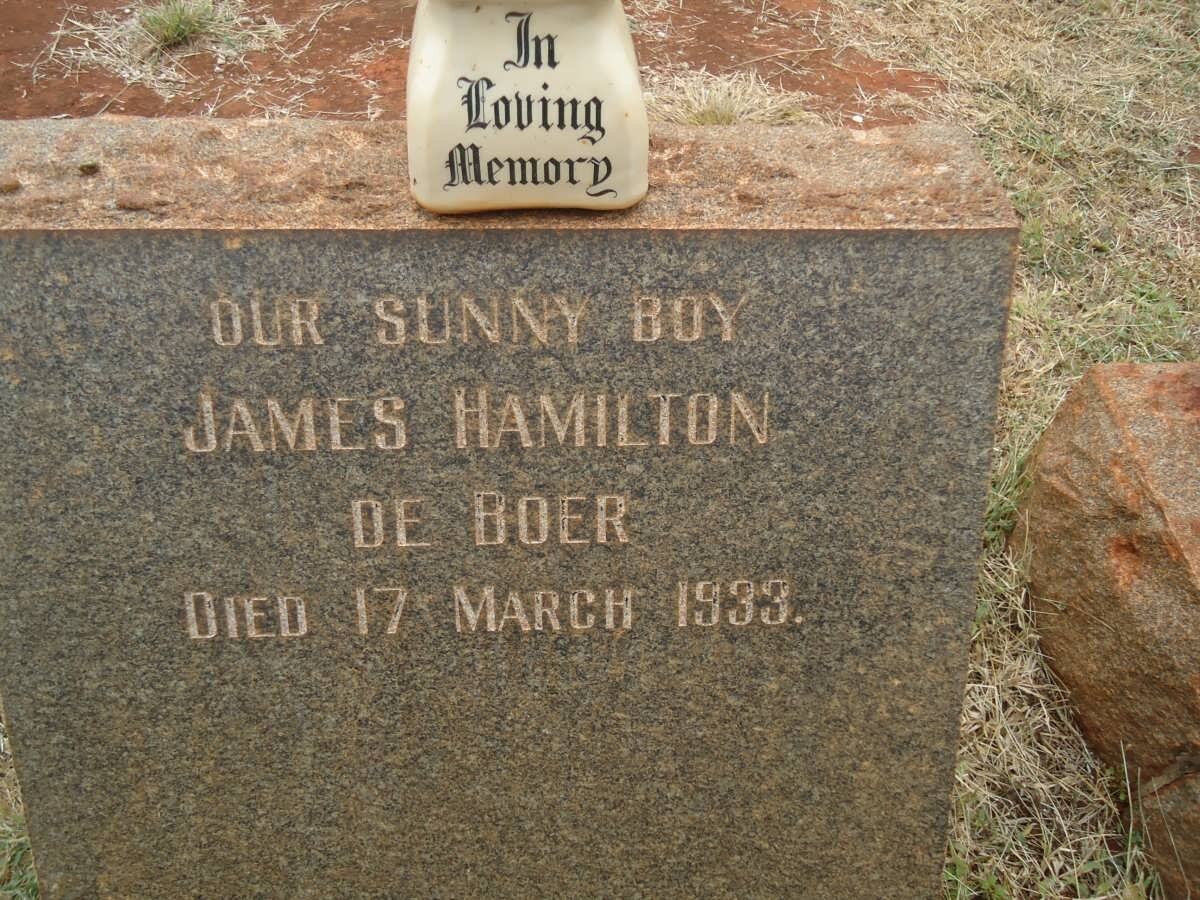 In
Loving
Memory
OUR SUNNY BOY
JAMES HAMILTON
DE BOER
DIED 17 MARCH 1933.